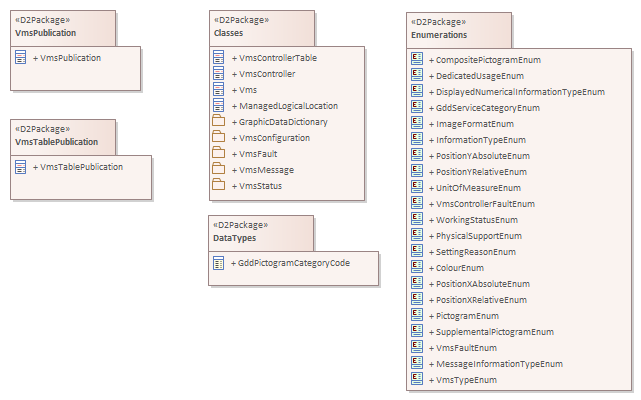 «D2Package»
VmsPublication
+ VmsPublication
«D2Package»
VmsTablePublication
+ VmsTablePublication
«D2Package»
Classes
+ VmsControllerTable
+ VmsController
+ Vms
+ ManagedLogicalLocation
+ GraphicDataDictionary
+ VmsConfiguration
+ VmsFault
+ VmsMessage
+ VmsStatus
«D2Package»
DataTypes
+ GddPictogramCategoryCode
«D2Package»
Enumerations
+ CompositePictogramEnum
+ DedicatedUsageEnum
+ DisplayedNumericalInformationTypeEnum
+ GddServiceCategoryEnum
+ ImageFormatEnum
+ InformationTypeEnum
+ PositionYAbsoluteEnum
+ PositionYRelativeEnum
+ UnitOfMeasureEnum
+ VmsControllerFaultEnum
+ WorkingStatusEnum
+ PhysicalSupportEnum
+ SettingReasonEnum
+ ColourEnum
+ PositionXAbsoluteEnum
+ PositionXRelativeEnum
+ PictogramEnum
+ SupplementalPictogramEnum
+ VmsFaultEnum
+ MessageInformationTypeEnum
+ VmsTypeEnum